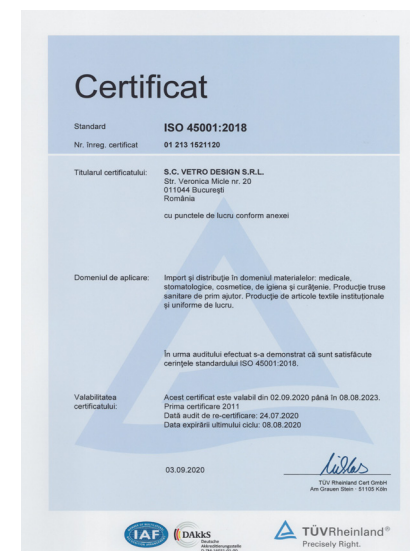 Certificat
Standard ISO 45001:2018
Nr. înreg. certificat 01 213 1521120
Titularul certificatului: S.C. VETRO DESIGN S.R.L.
Str. Veronica Micle nr. 20
011044 București
România
cu punctele de lucru conform anexei
Domeniul de aplicare: Import și distribuție în domeniul materialelor: medicale,
stomatologice, cosmetice, de igiena și curățenie. Producție truse
sanitare de prim ajutor. Producție de articole textile instituționale
și uniforme de lucru.
În urma auditului efectuat s-a demonstrat că sunt satisfăcute
cerințele standardului ISO 45001:2018.
Valabilitatea certificatului: Acest certificat este valabil din 02.09.2020 până în 08.08.2023.
Prima certificare 2011
Dată audit de re-certificare: 24.07.2020
Data expirării ultimului ciclu: 08.08.2020
03.09.2020
TÜV Rheinland Cert GmbH
Am Grauen Stein · 51105 Köln
IAF
DAkkS
Deutsche
Akkreditierungsstelle
TÜVRheinland®
Precisely Right.